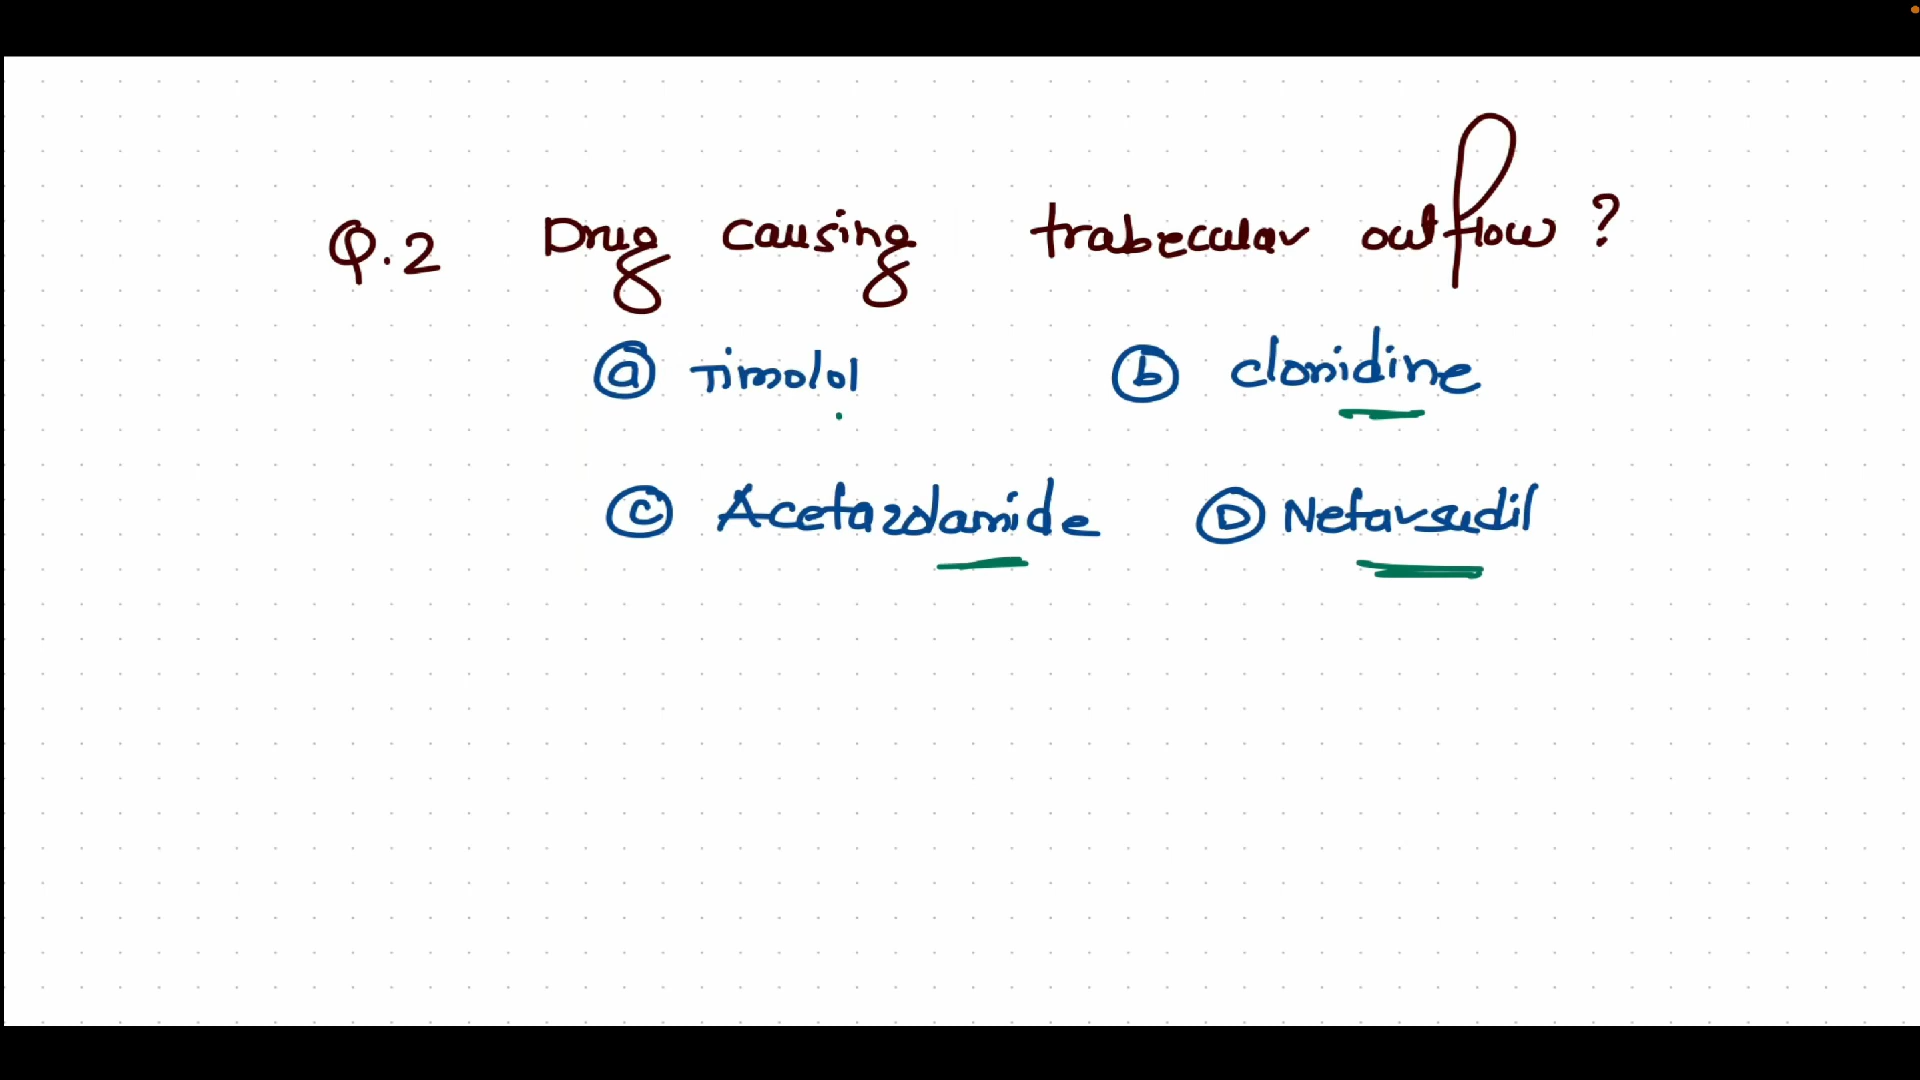 Q.2 Drug causing trabecular outflow ?
ⓐ Timolol ⓑ clonidine
ⓒ Acetazolamide Ⓓ Netarsudil